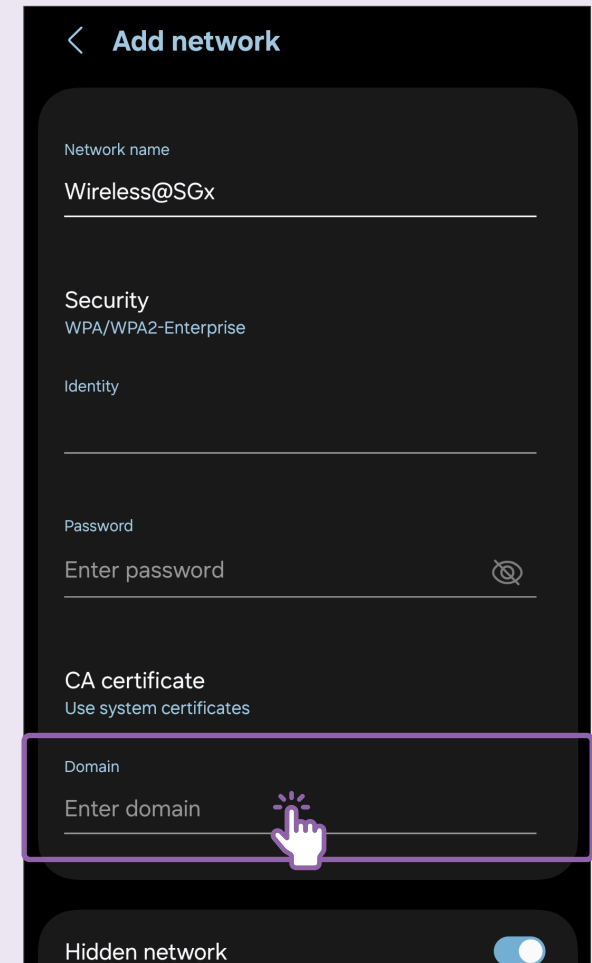 Add network
Network name
Wireless@SGx
Security
WPA/WPA2-Enterprise
Identity
Password
Enter password
CA certificate
Use system certificates
Domain
Enter domain
Hidden network